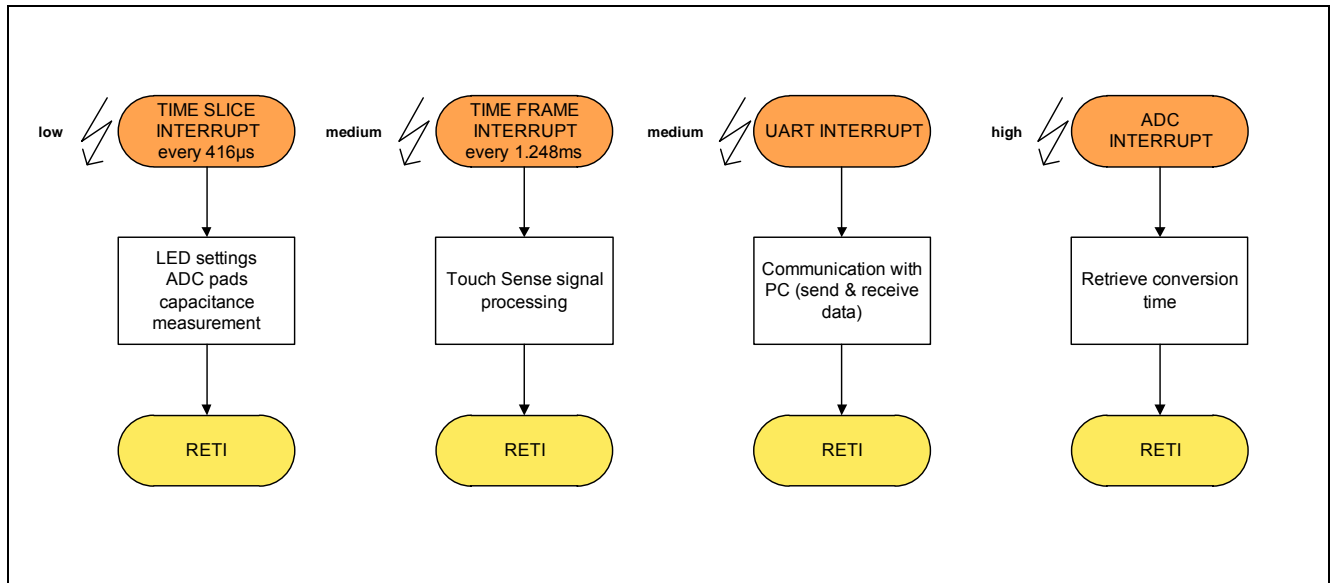 low
TIME SLICE
INTERRUPT
every 416µs
LED settings
ADC pads
capacitance
measurement
RETI
medium
TIME FRAME
INTERRUPT
every 1.248ms
Touch Sense signal
processing
RETI
medium
UART INTERRUPT
Communication with
PC (send & receive
data)
RETI
high
ADC
INTERRUPT
Retrieve conversion
time
RETI